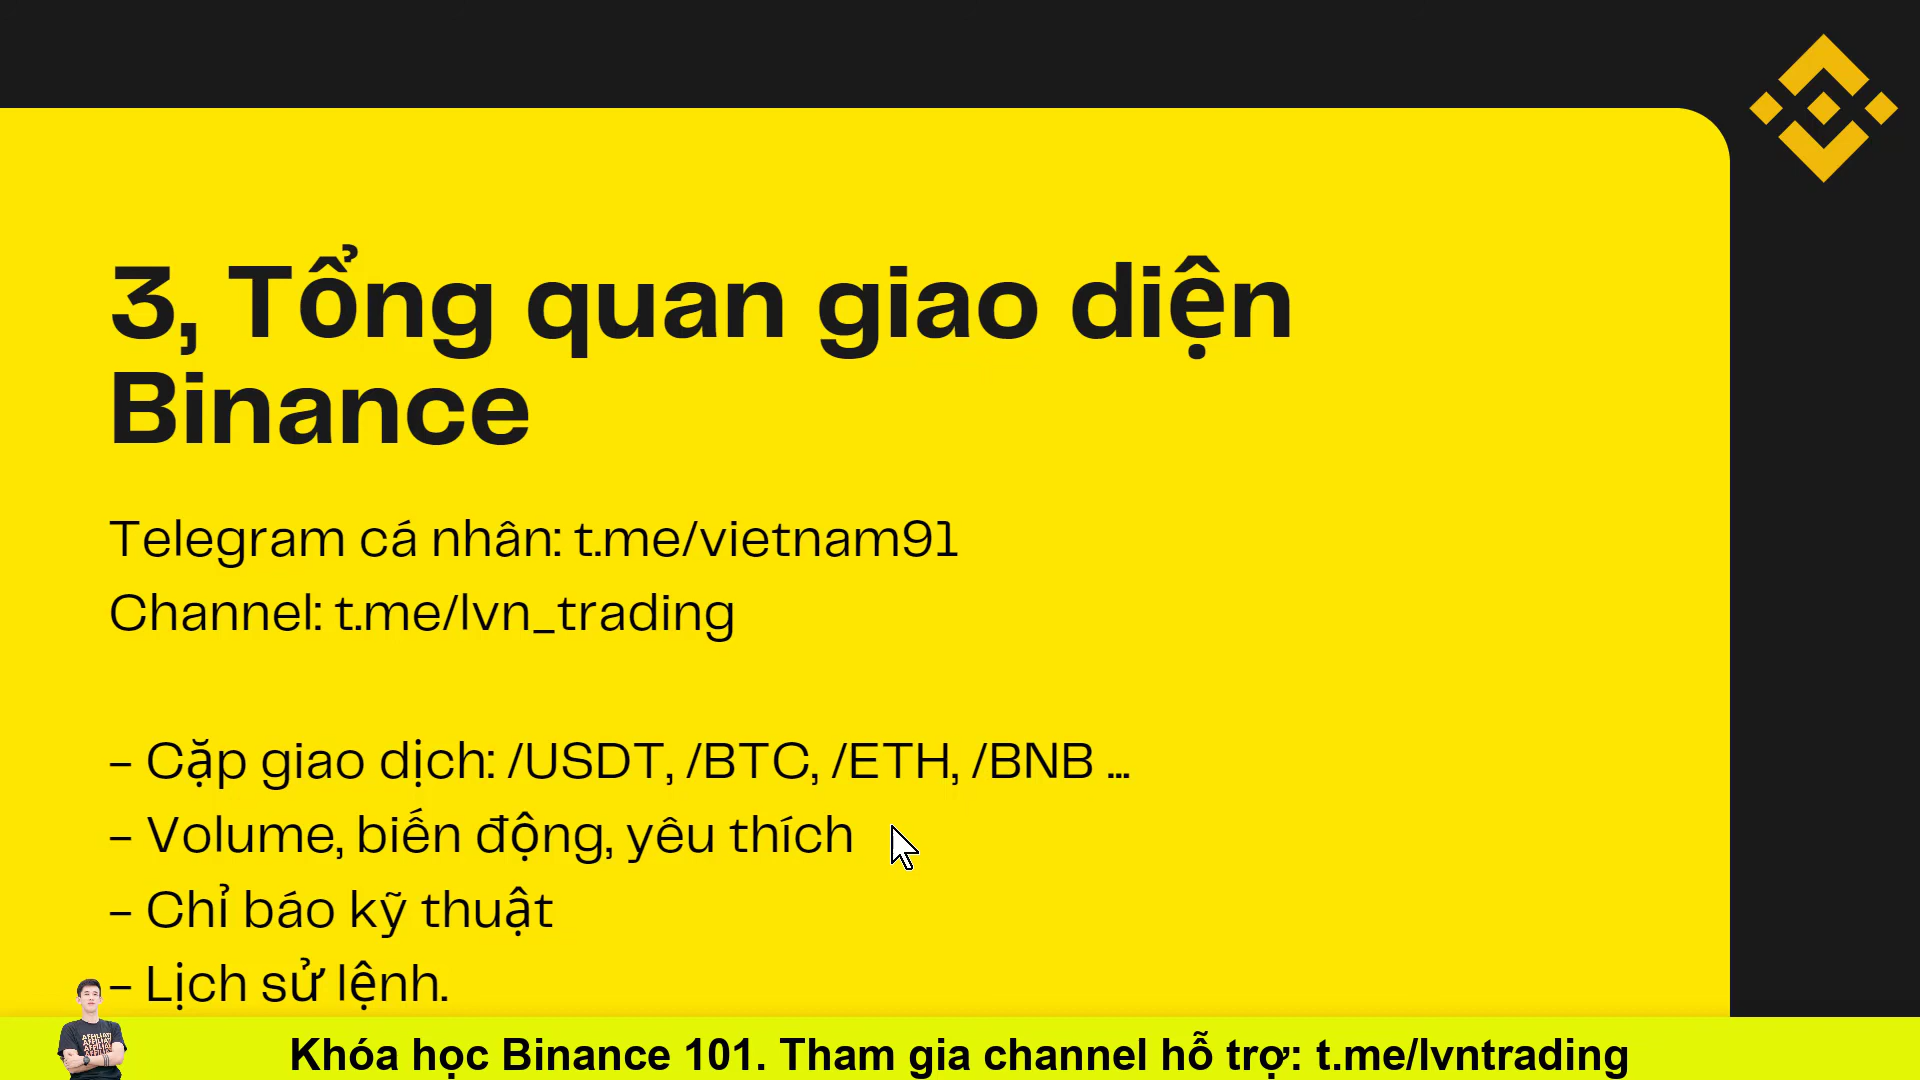 3, Tổng quan giao diện
Binance
Telegram cá nhân: t.me/vietnam91
Channel: t.me/lvn_trading
- Cặp giao dịch: /USDT, /BTC, /ETH, /BNB ...
- Volume, biến động, yêu thích
- Chỉ báo kỹ thuật
- Lịch sử lệnh.
Khóa học Binance 101. Tham gia channel hỗ trợ: t.me/lvntrading